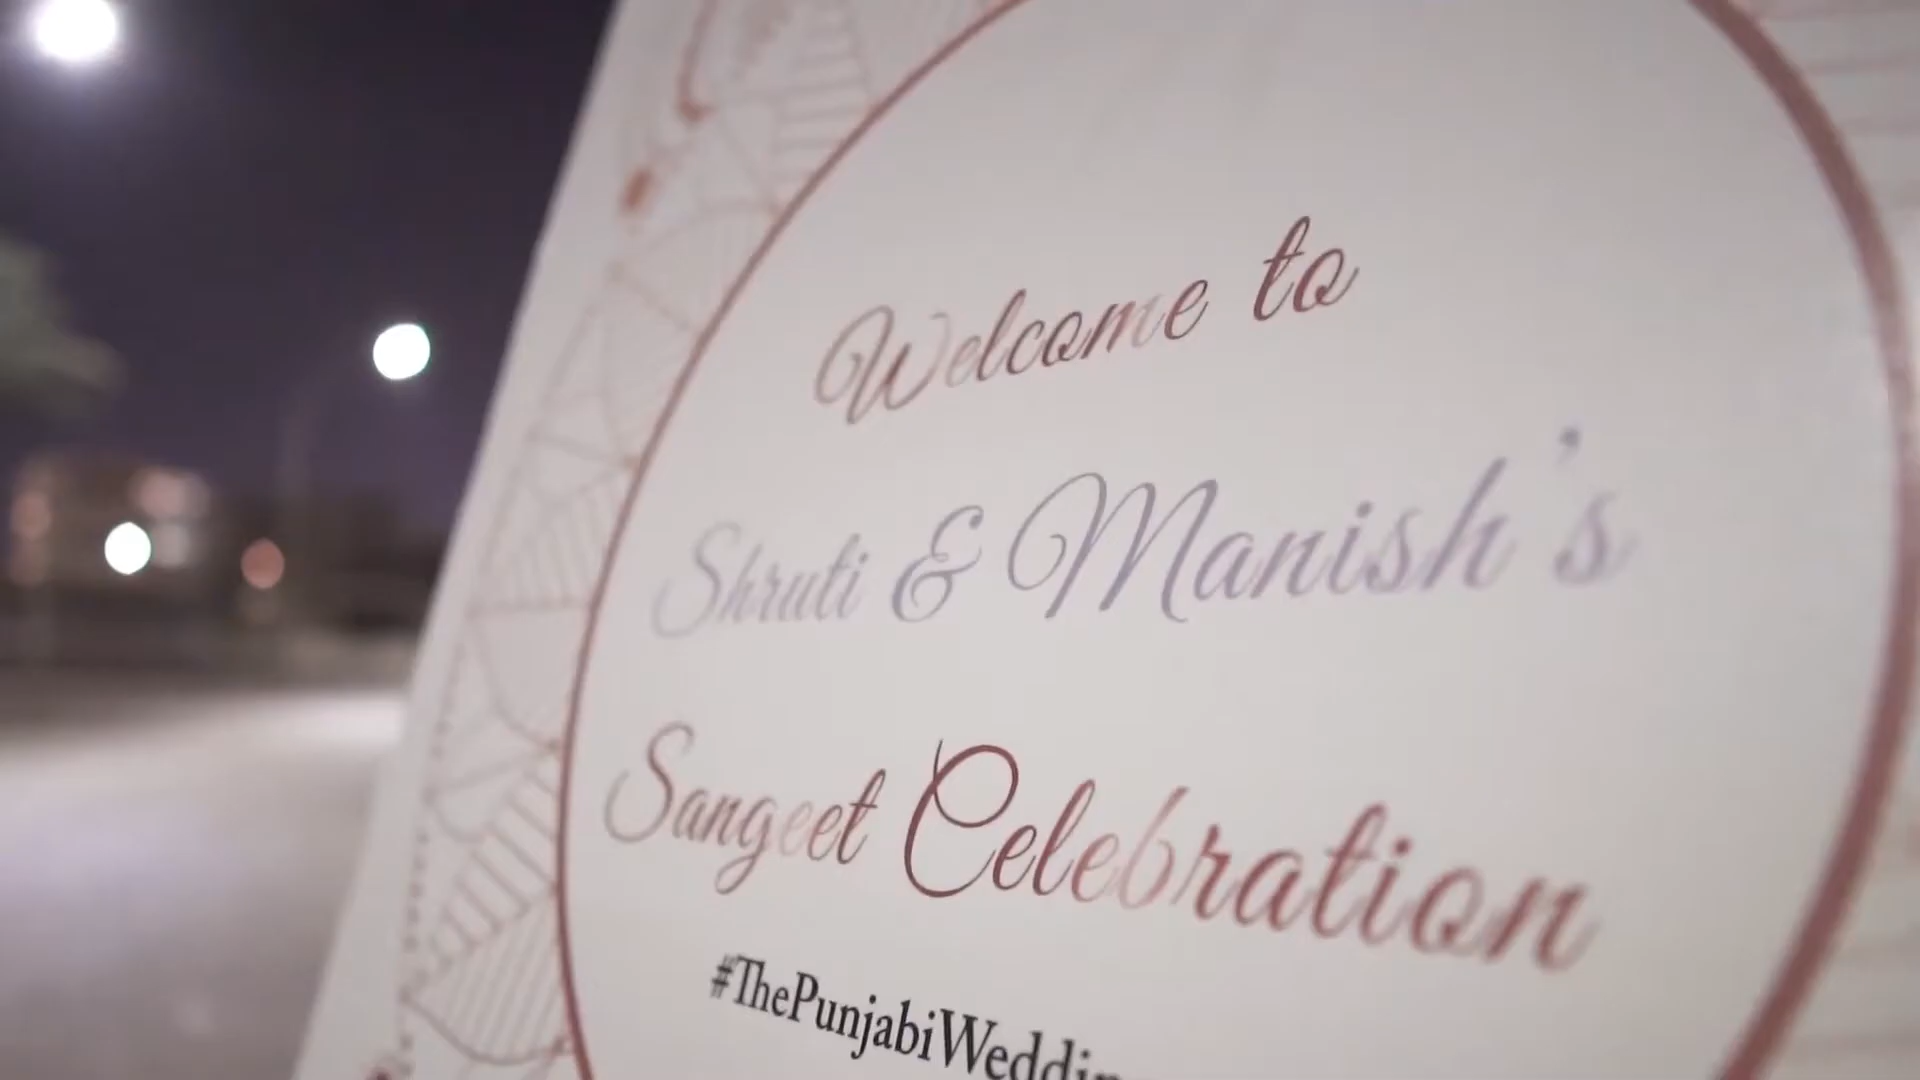 Welcome to
Shruti & Manish's
Sangeet Celebration
#ThePunjabiWeddin